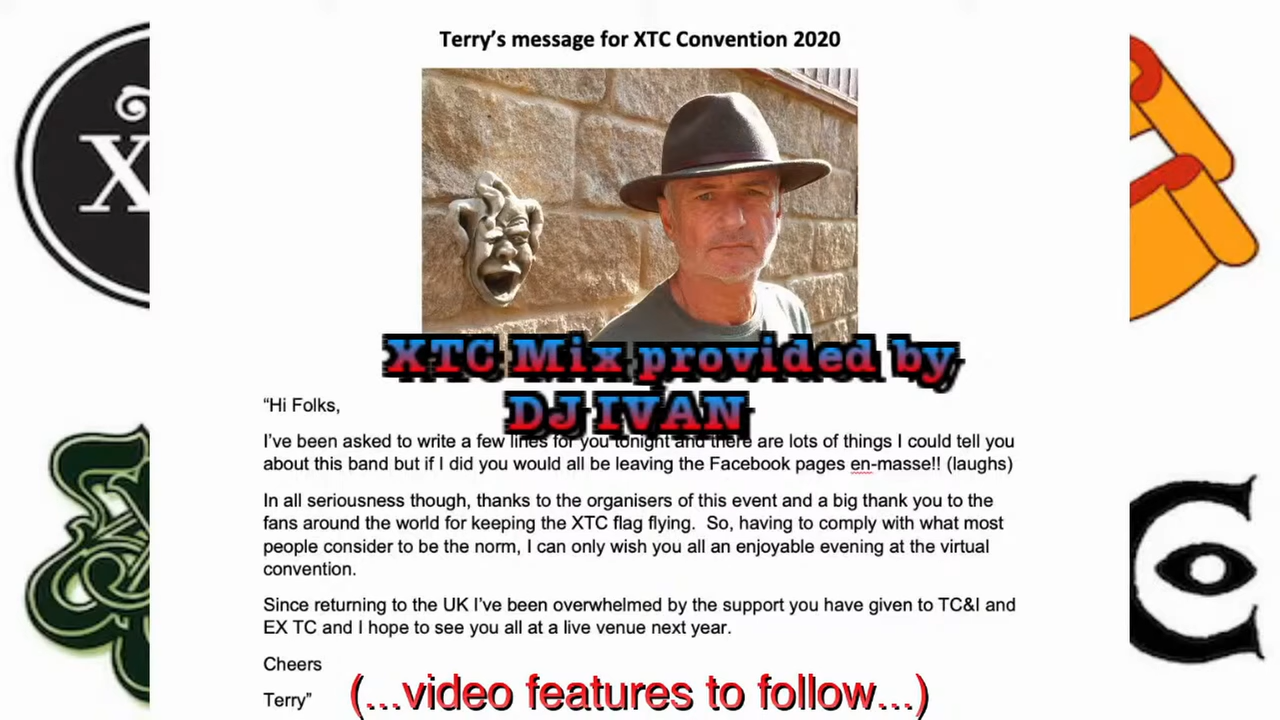 Terry’s message for XTC Convention 2020
X
XTC Mix provided by
DJ IVAN
“Hi Folks,
I’ve been asked to write a few lines for you tonight and there are lots of things I could tell you
about this band but if I did you would all be leaving the Facebook pages en-masse!! (laughs)
In all seriousness though, thanks to the organisers of this event and a big thank you to the
fans around the world for keeping the XTC flag flying.  So, having to comply with what most
people consider to be the norm, I can only wish you all an enjoyable evening at the virtual
convention.
Since returning to the UK I’ve been overwhelmed by the support you have given to TC&I and
EX TC and I hope to see you all at a live venue next year.
Cheers
Terry”
(...video features to follow...)